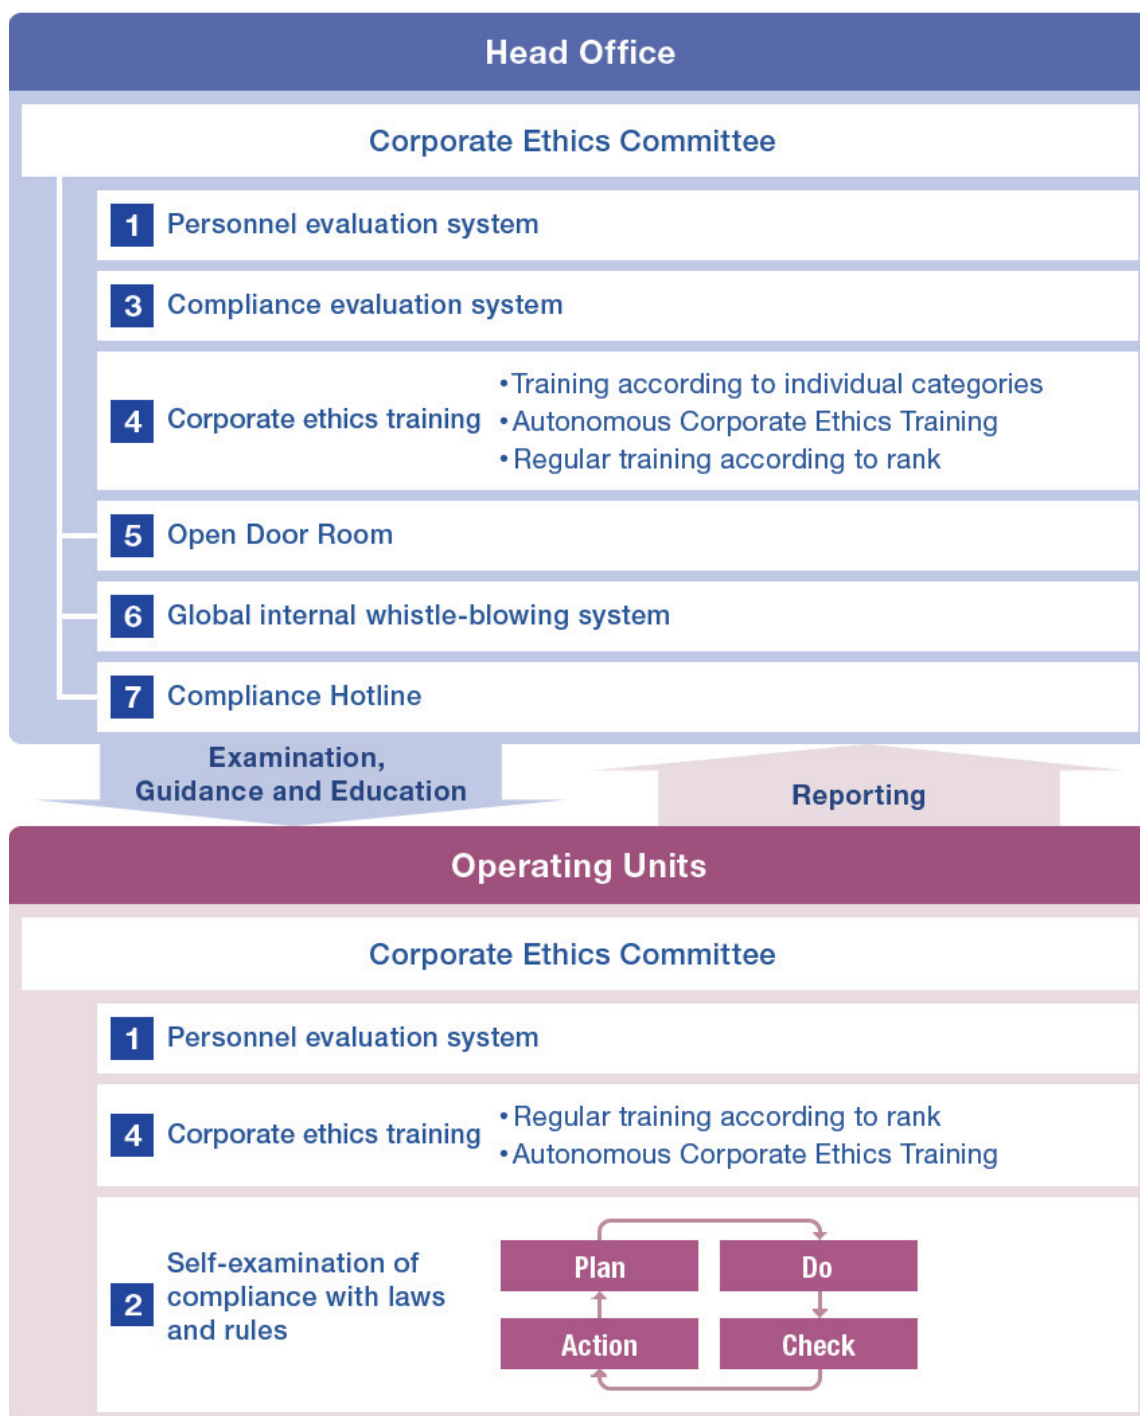 Head Office
Corporate Ethics Committee
1 Personnel evaluation system
3 Compliance evaluation system
4 Corporate ethics training
•Training according to individual categories
•Autonomous Corporate Ethics Training
•Regular training according to rank
5 Open Door Room
6 Global internal whistle-blowing system
7 Compliance Hotline
Examination,
Guidance and Education
Reporting
Operating Units
Corporate Ethics Committee
1 Personnel evaluation system
4 Corporate ethics training
•Regular training according to rank
•Autonomous Corporate Ethics Training
2 Self-examination of
compliance with laws
and rules
Plan
Do
Action
Check